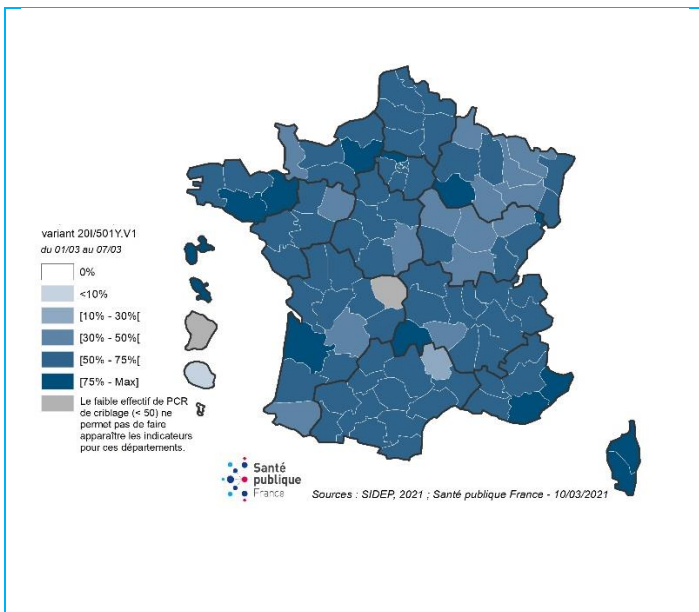 variant 20I/501Y.V1
du 01/03 au 07/03
0%
<10%
[10% - 30%[
[30% - 50%[
[50% - 75%[
[75% - Max]
Le faible effectif de PCR
de criblage (< 50) ne
permet pas de faire
apparaître les indicateurs
pour ces départements.
Santé
publique
France
Sources : SIDEP, 2021 ; Santé publique France - 10/03/2021